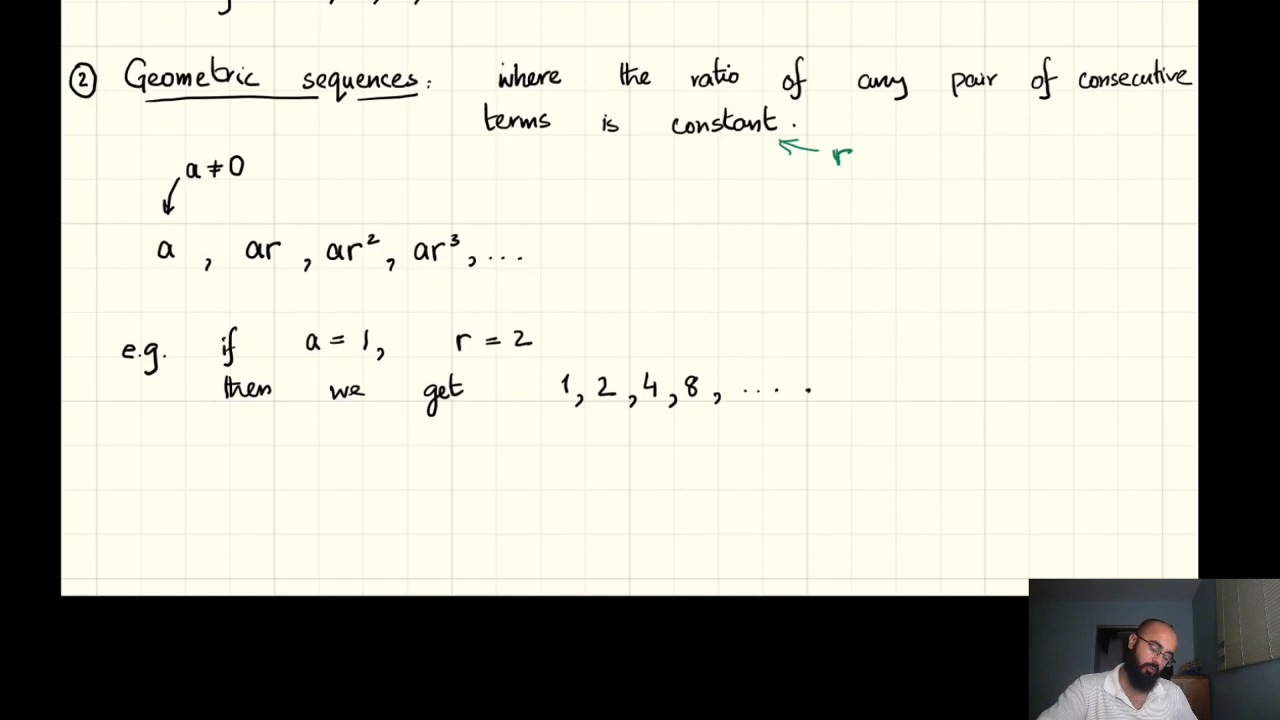 ② Geometric sequences: where the ratio of any pair of consecutive
terms is constant.
r
a ≠ 0
a, ar, ar², ar³, ...
e.g. if a = 1, r = 2
then we get 1, 2, 4, 8, .... .